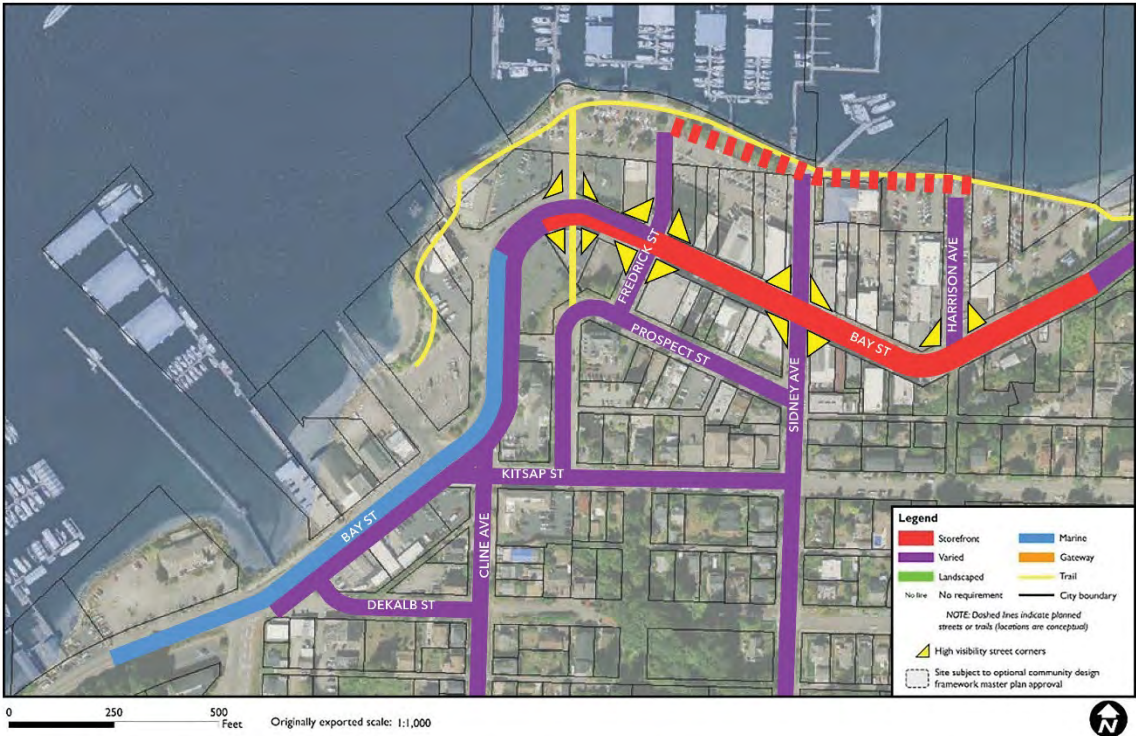 FREDRICK ST
PROSPECT ST
BAY ST
HARRISON AVE
SIDNEY AVE
KITSAP ST
BAY ST
CLINE AVE
DEKALB ST
Legend
Storefront
Marine
Varied
Gateway
Landscaped
Trail
No line No requirement
City boundary
NOTE: Dashed lines indicate planned
streets or trails (locations are conceptual)
High visibility street corners
Site subject to optional community design
framework master plan approval
0 250 500
Feet
Originally exported scale: 1:1,000
N